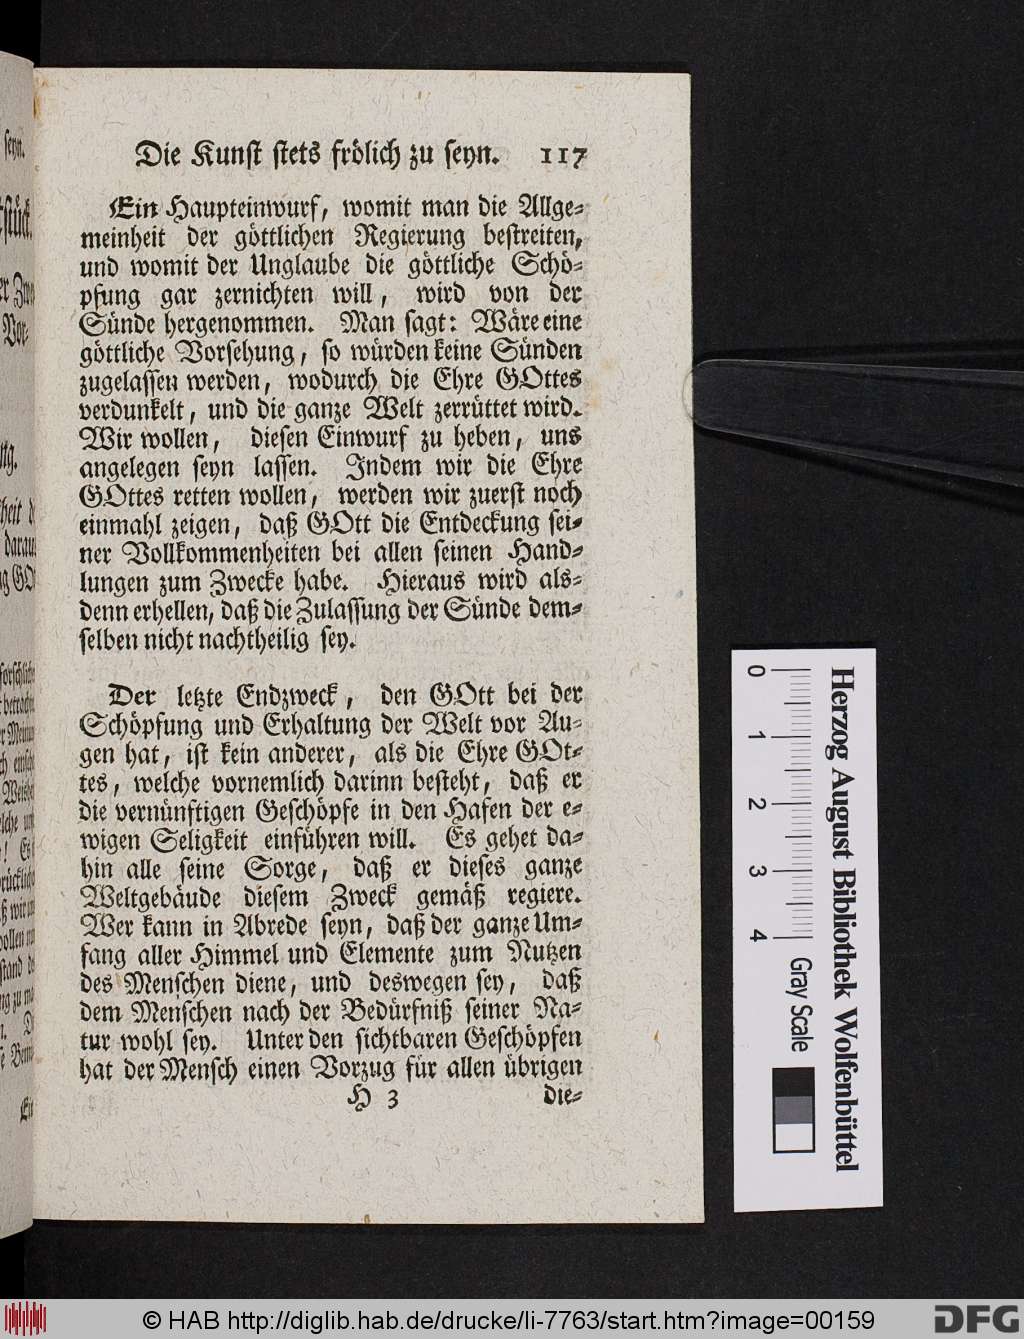 Die Kunst stets frölich zu seyn. 117
Ein Haupteinwurf, womit man die Allge-
meinheit der göttlichen Regierung bestreiten,
und womit der Unglaube die göttliche Schö-
pfung gar zernichten will, wird von der
Sünde hergenommen. Man sagt: Wäre eine
göttliche Vorsehung, so würden keine Sünden
zugelassen werden, wodurch die Ehre GOttes
verdunkelt, und die ganze Welt zerrüttet wird.
Wir wollen, diesen Einwurf zu heben, uns
angelegen seyn lassen. Indem wir die Ehre
GOttes retten wollen, werden wir zuerst noch
einmahl zeigen, daß GOtt die Entdeckung sei-
ner Vollkommenheiten bei allen seinen Hand-
lungen zum Zwecke habe. Hieraus wird als-
denn erhellen, daß die Zulassung der Sünde dem-
selben nicht nachtheilig sey.
Der letzte Endzweck, den GOtt bei der
Schöpfung und Erhaltung der Welt vor Au-
gen hat, ist kein anderer, als die Ehre GOt-
tes, welche vornemlich darinn besteht, daß er
die vernünftigen Geschöpfe in den Hafen der e-
wigen Seligkeit einführen will. Es gehet da-
hin alle seine Sorge, daß er dieses ganze
Weltgebäude diesem Zweck gemäß regiere.
Wer kann in Abrede seyn, daß der ganze Um-
fang aller Himmel und Elemente zum Nutzen
des Menschen diene, und deswegen sey, daß
dem Menschen nach der Bedürfniß seiner Na-
tur wohl sey. Unter den sichtbaren Geschöpfen
hat der Mensch einen Vorzug für allen übrigen
H 3 die-
0 1 2 3 4 Gray Scale
Herzog August Bibliothek Wolfenbüttel
© HAB http://diglib.hab.de/drucke/li-7763/start.htm?image=00159
DFG